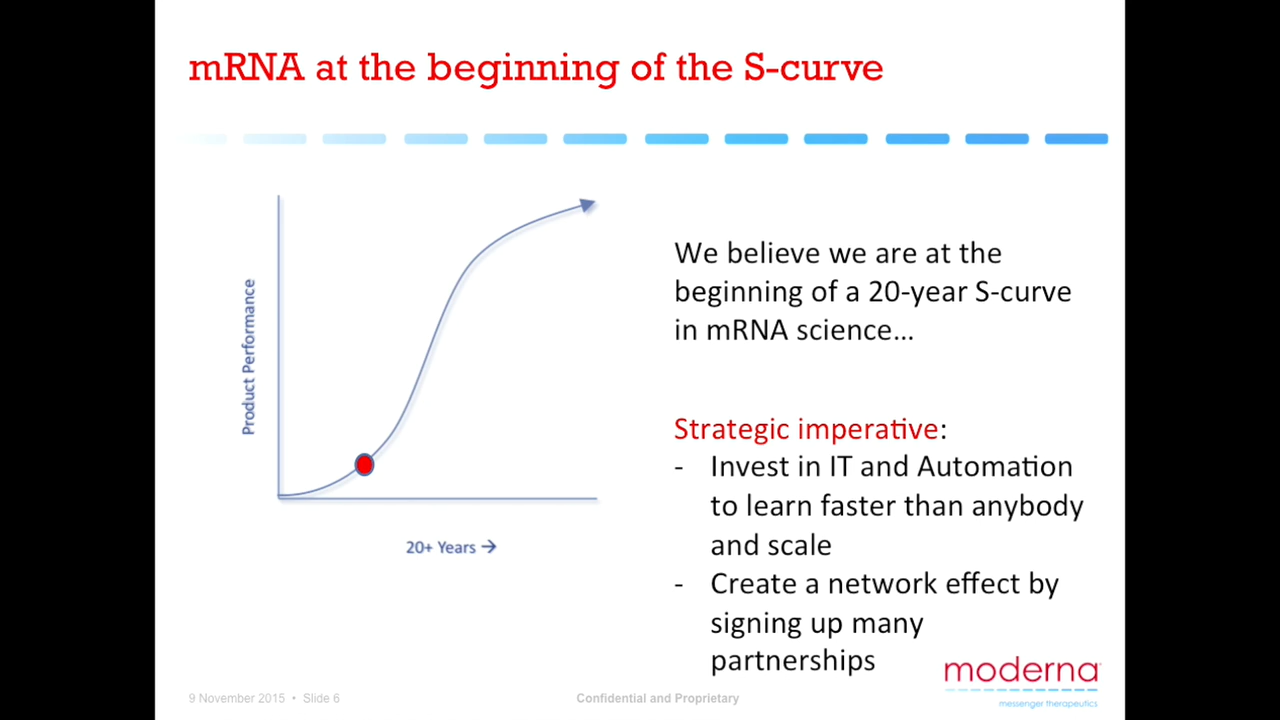 mRNA at the beginning of the S-curve
Product Performance
20+ Years →
We believe we are at the
beginning of a 20-year S-curve
in mRNA science...
Strategic imperative:
- Invest in IT and Automation
to learn faster than anybody
and scale
- Create a network effect by
signing up many
partnerships
moderna
messenger therapeutics
9 November 2015 • Slide 6
Confidential and Proprietary